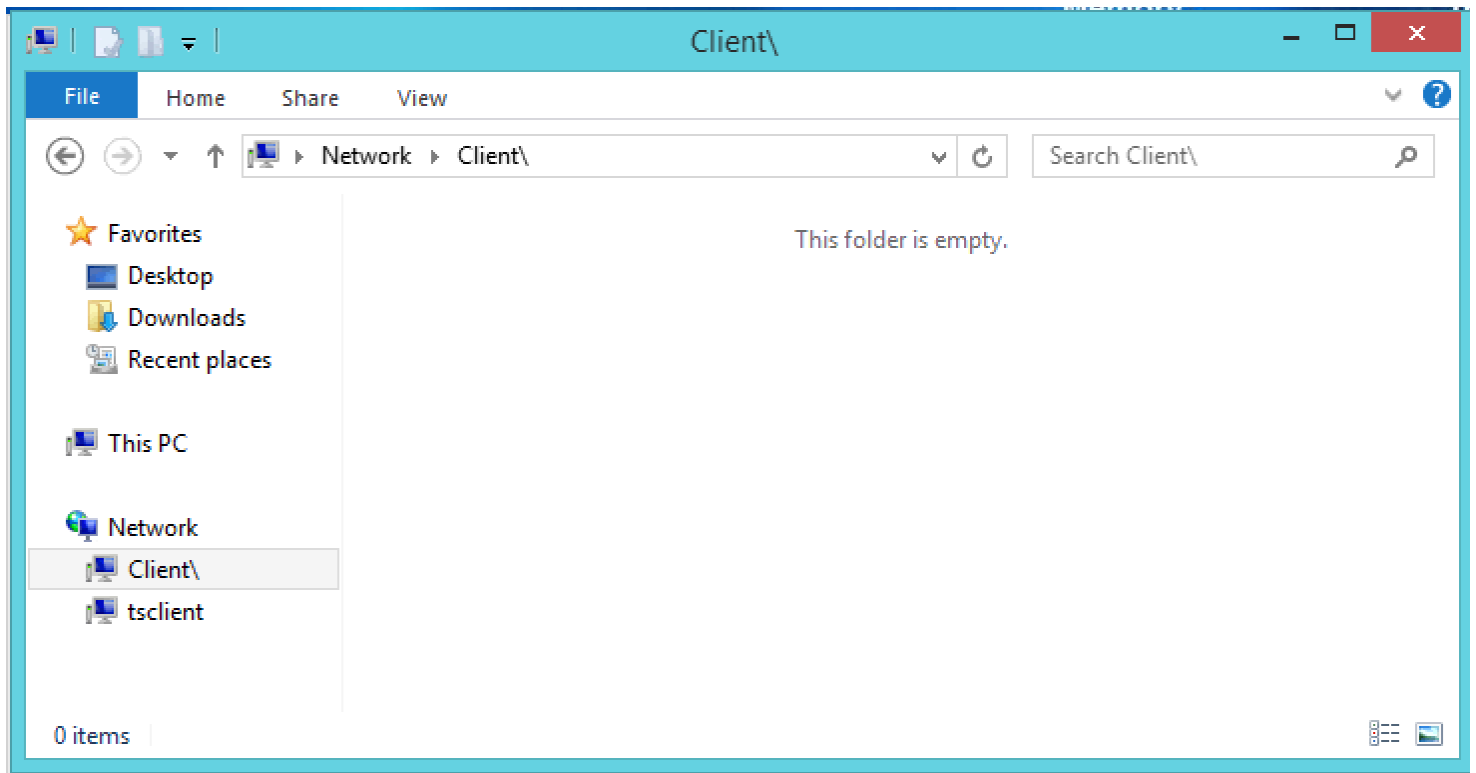 Client\
File Home Share View
Network Client\ Search Client\
Favorites
This folder is empty.
Desktop
Downloads
Recent places
This PC
Network
Client\
tsclient
0 items